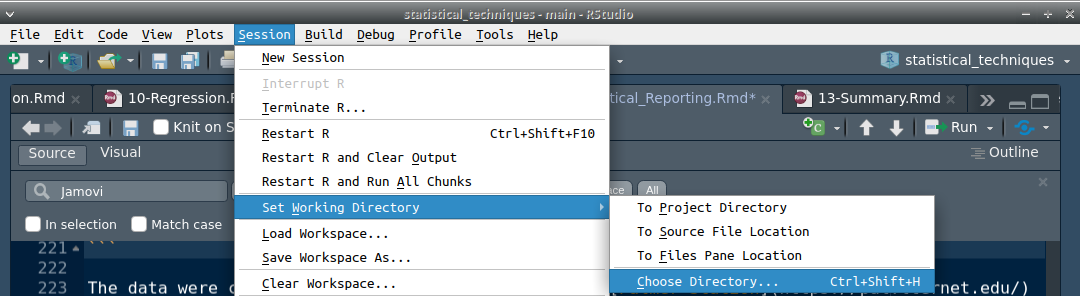 statistical_techniques - main - RStudio
File Edit Code View Plots Session Build Debug Profile Tools Help
statistical_techniques
on.Rmd 10-Regression.R tical_Reporting.Rmd* 13-Summary.Rmd
Knit on S Run
Source Visual Outline
Jamovi All
In selection Match case
221 ```
222
223 The data were c
New Session
Interrupt R
Terminate R...
Restart R Ctrl+Shift+F10
Restart R and Clear Output
Restart R and Run All Chunks
Set Working Directory
Load Workspace...
Save Workspace As...
Clear Workspace...
To Project Directory
To Source File Location
To Files Pane Location
Choose Directory... Ctrl+Shift+H